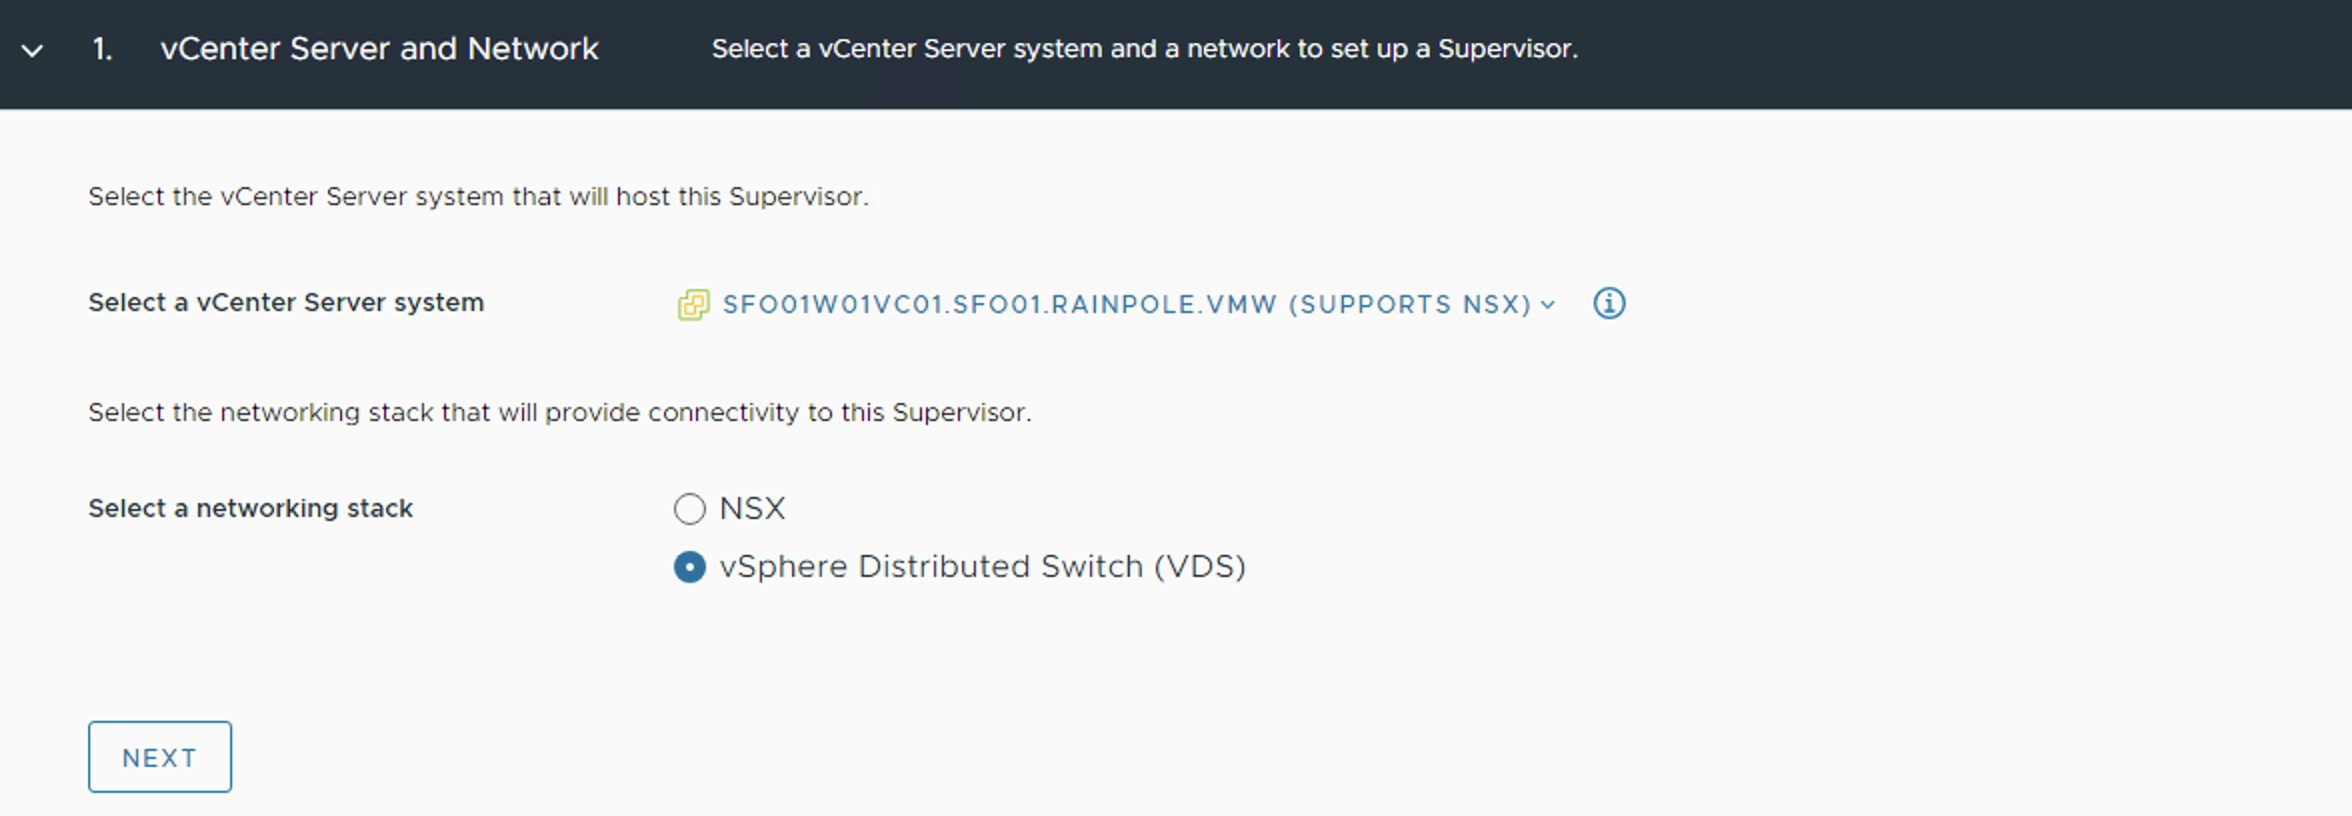 1. vCenter Server and Network Select a vCenter Server system and a network to set up a Supervisor.
Select the vCenter Server system that will host this Supervisor.
Select a vCenter Server system SFO01W01VC01.SFO01.RAINPOLE.VMW (SUPPORTS NSX)
Select the networking stack that will provide connectivity to this Supervisor.
Select a networking stack NSX
vSphere Distributed Switch (VDS)
NEXT